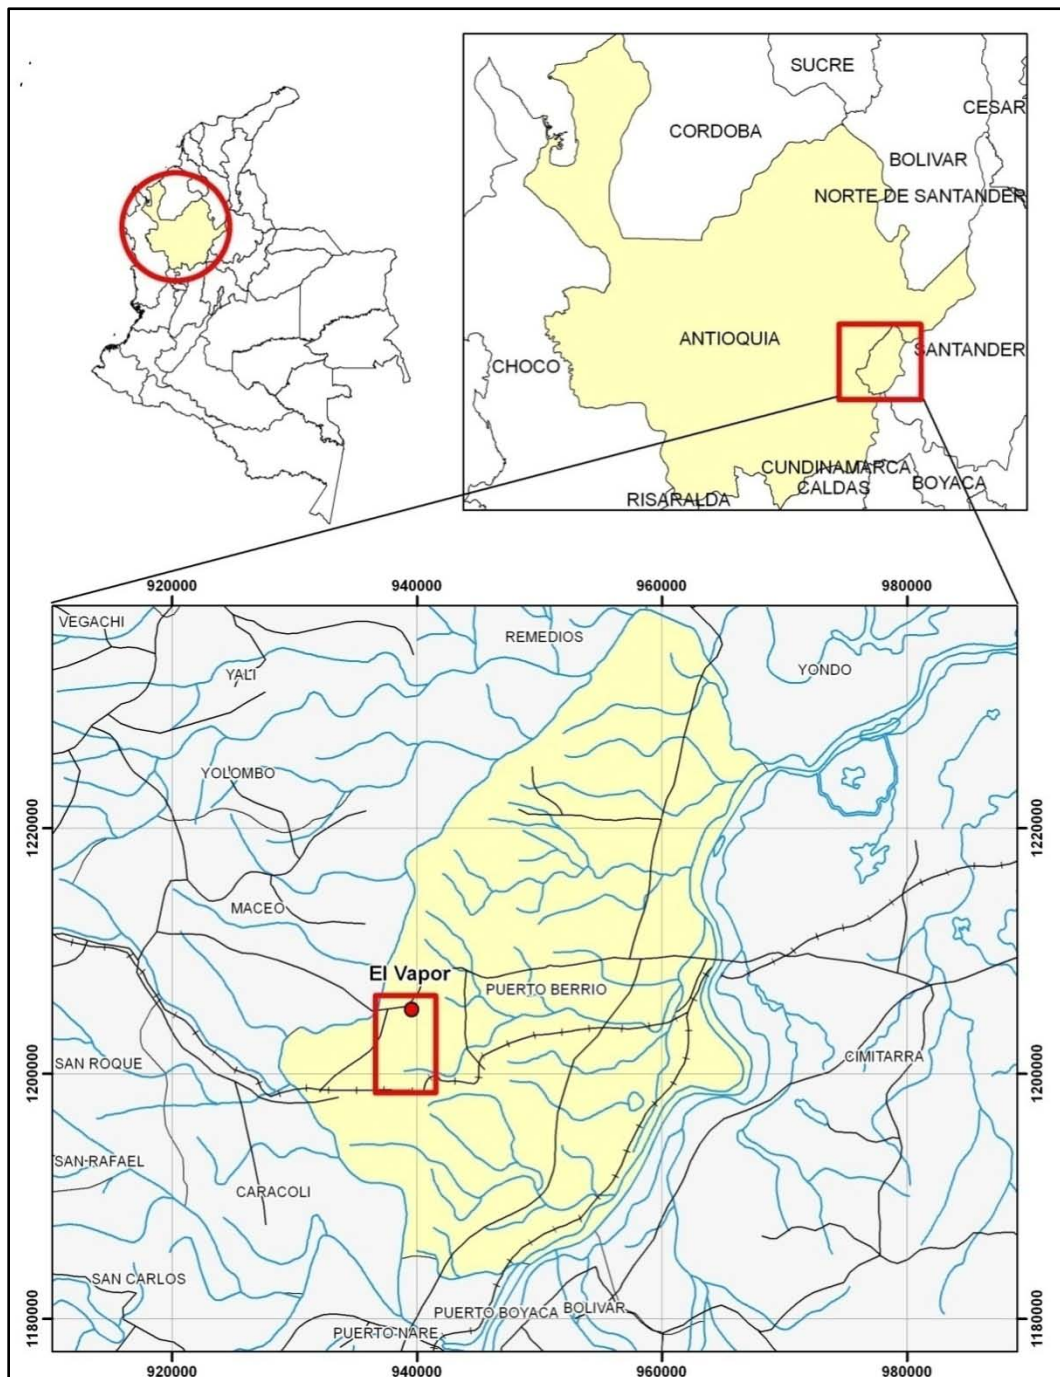 SUCRE
CESAR
CORDOBA
BOLIVAR
NORTE DE SANTANDER
ANTIOQUIA
SANTANDER
CHOCO
CUNDINAMARCA
CALDAS
BOYACA
RISARALDA
920000 940000 960000 980000
VEGACHI
REMEDIOS
YALI
YONDO
YOLOMBO
1220000 1220000
MACEO
El Vapor
PUERTO BERRIO
CIMITARRA
SAN ROQUE
1200000 1200000
SAN-RAFAEL
CARACOLI
SAN CARLOS
PUERTO BOYACA BOLIVAR
PUERTO NARE
1180000 1180000
920000 940000 960000 980000